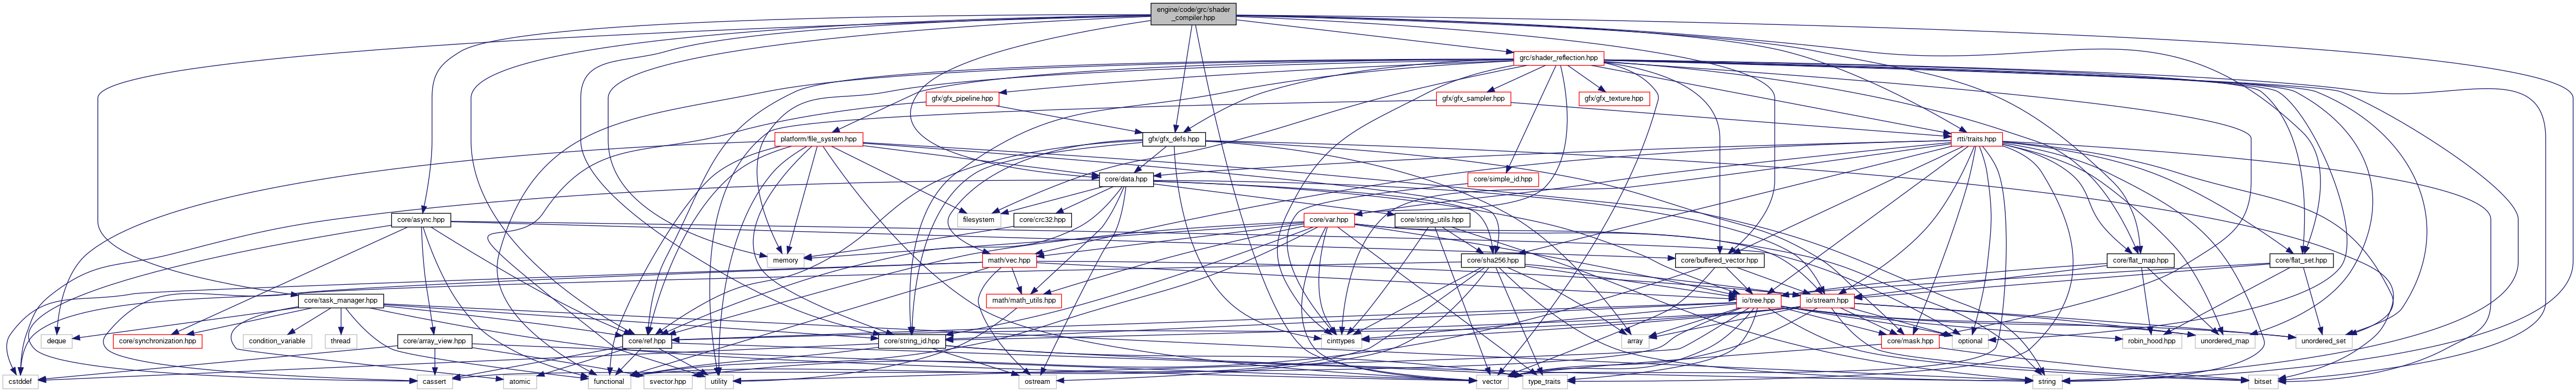 engine/code/grc/shader
_compiler.hpp
grc/shader_reflection.hpp
gfx/gfx_pipeline.hpp
gfx/gfx_sampler.hpp
gfx/gfx_texture.hpp
platform/file_system.hpp
gfx/gfx_defs.hpp
rtti/traits.hpp
core/data.hpp
core/simple_id.hpp
core/async.hpp
filesystem
core/crc32.hpp
core/var.hpp
core/string_utils.hpp
memory
math/vec.hpp
core/sha256.hpp
core/buffered_vector.hpp
core/flat_map.hpp
core/flat_set.hpp
core/task_manager.hpp
math/math_utils.hpp
io/tree.hpp
io/stream.hpp
deque
core/synchronization.hpp
condition_variable
thread
core/array_view.hpp
core/ref.hpp
core/string_id.hpp
cinttypes
array
core/mask.hpp
optional
robin_hood.hpp
unordered_map
unordered_set
cstddef
cassert
atomic
functional
svector.hpp
utility
ostream
vector
type_traits
string
bitset